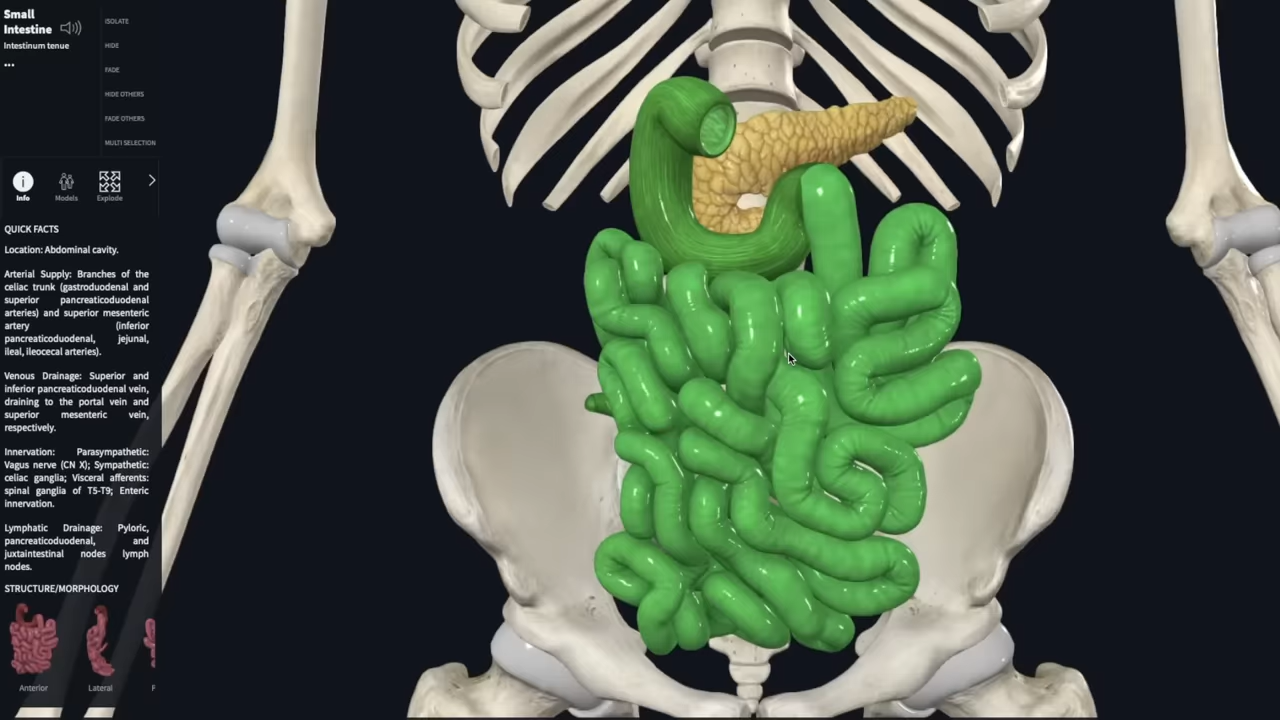 Small
Intestine
Intestinum tenue
...
ISOLATE
HIDE
FADE
HIDE OTHERS
FADE OTHERS
MULTI SELECTION
Info
Models
Explode
QUICK FACTS
Location: Abdominal cavity.
Arterial Supply: Branches of the
celiac trunk (gastroduodenal and
superior pancreaticoduodenal
arteries) and superior mesenteric
artery (inferior
pancreaticoduodenal, jejunal,
ileal, ileocecal arteries).
Venous Drainage: Superior and
inferior pancreaticoduodenal vein,
draining to the portal vein and
superior mesenteric vein,
respectively.
Innervation: Parasympathetic:
Vagus nerve (CN X); Sympathetic:
celiac ganglia; Visceral afferents:
spinal ganglia of T5-T9; Enteric
innervation.
Lymphatic Drainage: Pyloric,
pancreaticoduodenal, and
juxtaintestinal nodes lymph
nodes.
STRUCTURE/MORPHOLOGY
Anterior
Lateral